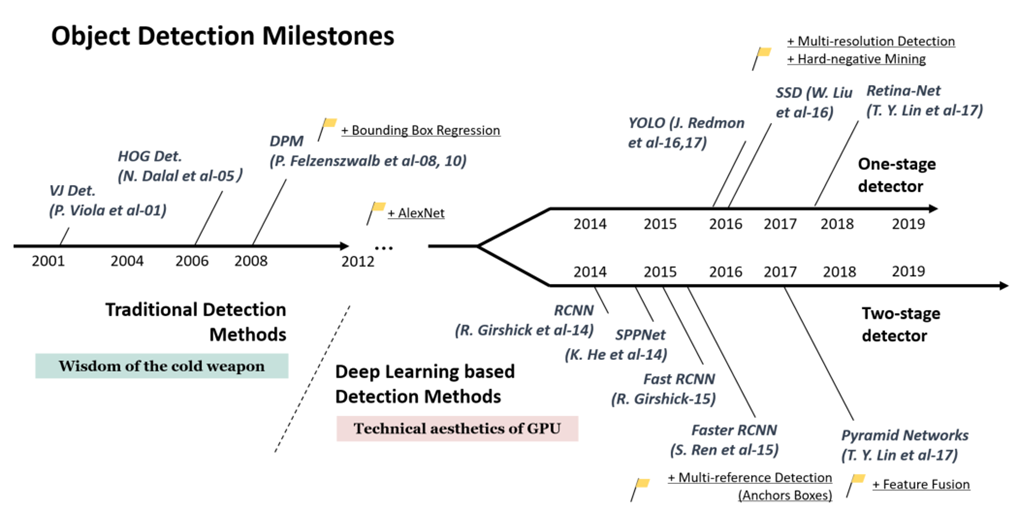 Object Detection Milestones
+ Multi-resolution Detection
+ Hard-negative Mining
SSD (W. Liu
et al-16)
Retina-Net
(T. Y. Lin et al-17)
YOLO (J. Redmon
et al-16,17)
+ Bounding Box Regression
DPM
(P. Felzenszwalb et al-08, 10)
HOG Det.
(N. Dalal et al-05)
VJ Det.
(P. Viola et al-01)
+ AlexNet
One-stage
detector
2014 2015 2016 2017 2018 2019
...
2001 2004 2006 2008 2012
2014 2015 2016 2017 2018 2019
Traditional Detection
Methods
Wisdom of the cold weapon
Two-stage
detector
RCNN
(R. Girshick et al-14)
SPPNet
(K. He et al-14)
Fast RCNN
(R. Girshick-15)
Deep Learning based
Detection Methods
Technical aesthetics of GPU
Faster RCNN
(S. Ren et al-15)
Pyramid Networks
(T. Y. Lin et al-17)
+ Multi-reference Detection
(Anchors Boxes)
+ Feature Fusion